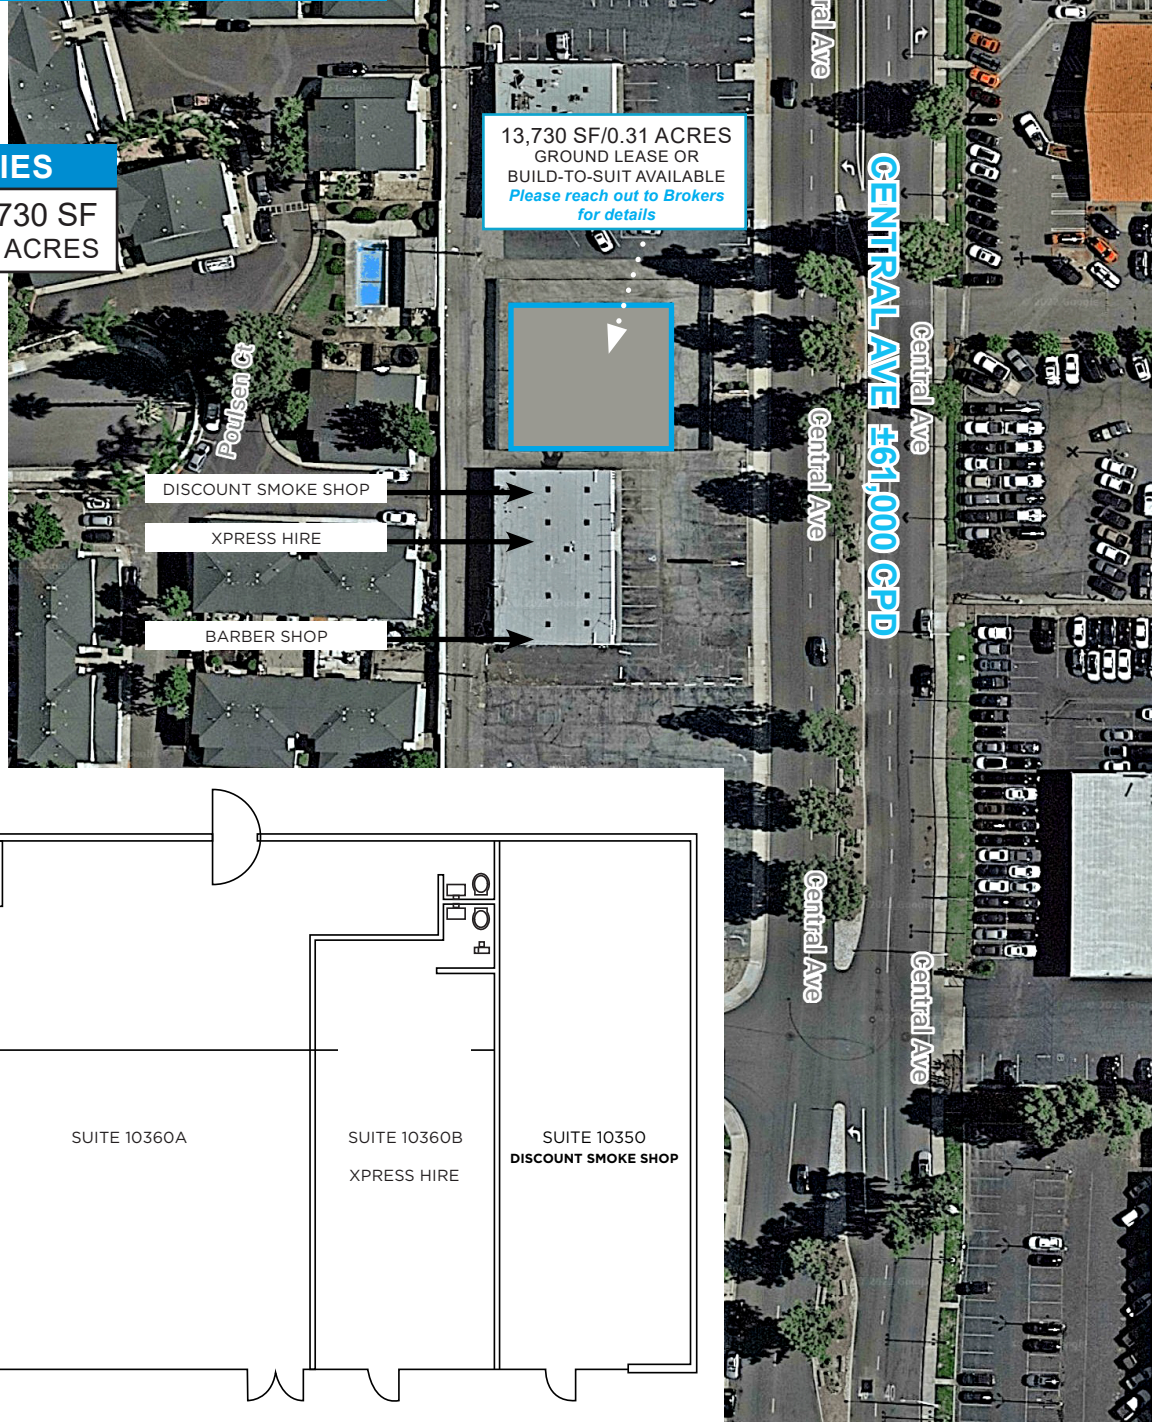 ral Ave
13,730 SF/0.31 ACRES
GROUND LEASE OR
BUILD-TO-SUIT AVAILABLE
Please reach out to Brokers
for details
IES
730 SF
ACRES
CENTRAL AVE ±61,000 CPD
Central Ave
Poulsen Ct
Central Ave
DISCOUNT SMOKE SHOP
XPRESS HIRE
BARBER SHOP
Central Ave
Central Ave
SUITE 10360A
SUITE 10360B
XPRESS HIRE
SUITE 10350
DISCOUNT SMOKE SHOP